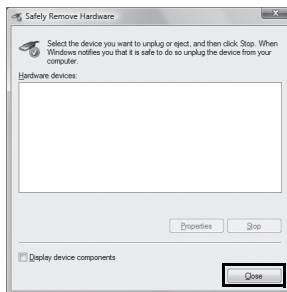 Safely Remove Hardware
Select the device you want to unplug or eject, and then click Stop. When
Windows notifies you that it is safe to do so unplug the device from your
computer.
Hardware devices:
Properties
Stop
Display device components
Close